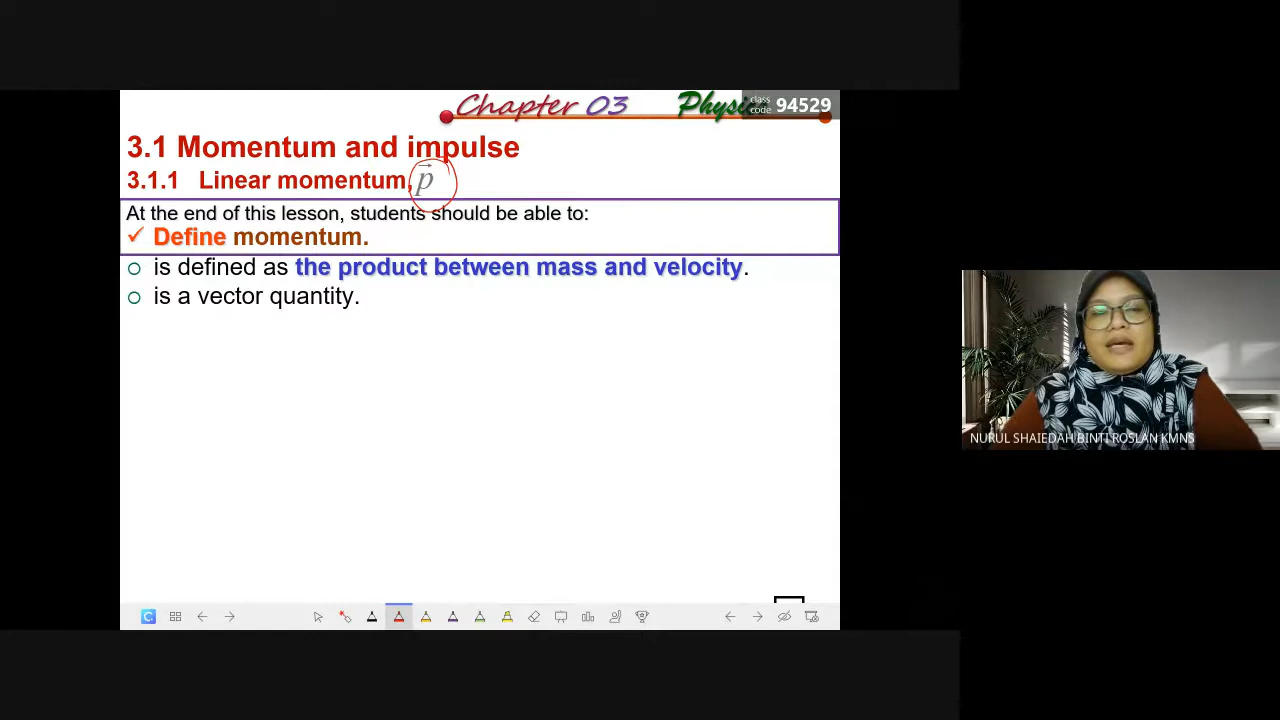 Chapter 03
class code 94529
3.1 Momentum and impulse
3.1.1 Linear momentum, p⃗
At the end of this lesson, students should be able to:
✓ Define momentum.
o is defined as the product between mass and velocity.
o is a vector quantity.
NURUL SHAIEDAH BINTI ROSLAN KMNS